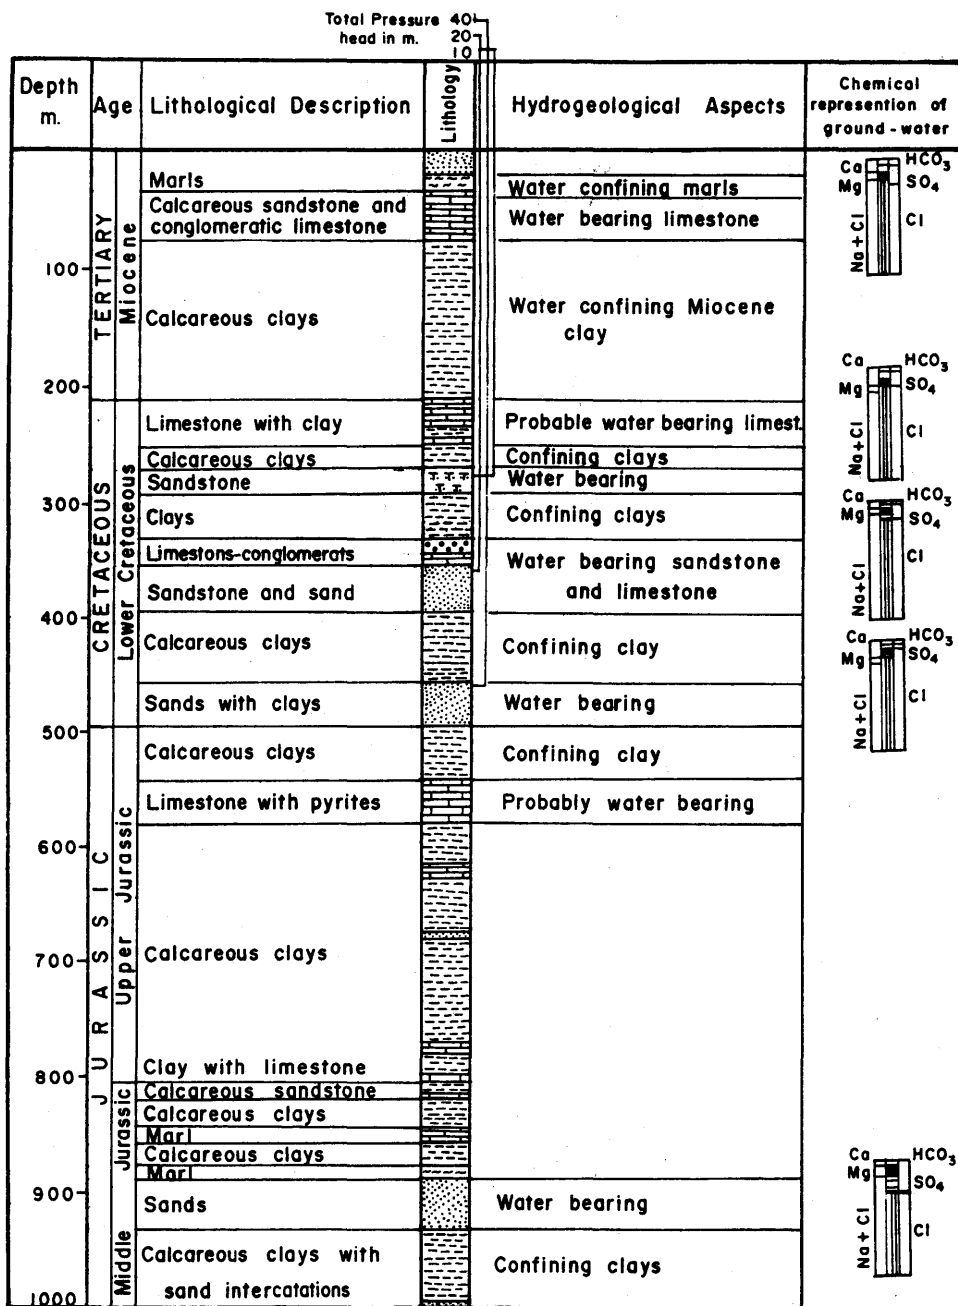 Total Pressure 40
head in m. 20
10
Depth
m.
Age
Lithological Description
Lithology
Hydrogeological Aspects
Chemical
represention of
ground-water
TERTIARY
Miocene
CRETACEOUS
Lower Cretaceous
JURASSIC
Upper Jurassic
Middle Jurassic
100
200
300
400
500
600
700
800
900
1000
Marls
Calcareous sandstone and
conglomeratic limestone
Calcareous clays
Limestone with clay
Calcareous clays
Sandstone
Clays
Limestons-conglomerats
Sandstone and sand
Calcareous clays
Sands with clays
Calcareous clays
Limestone with pyrites
Calcareous clays
Clay with limestone
Calcareous sandstone
Calcareous clays
Marl
Calcareous clays
Marl
Sands
Calcareous clays with
sand intercatations
Water confining marls
Water bearing limestone
Water confining Miocene
clay
Probable water bearing limest.
Confining clays
Water bearing
Confining clays
Water bearing sandstone
and limestone
Confining clay
Water bearing
Confining clay
Probably water bearing
Water bearing
Confining clays
Ca HCO3
Mg SO4
Na+Cl Cl
Ca HCO3
Mg SO4
Na+Cl Cl
Ca HCO3
Mg SO4
Na+Cl Cl
Ca HCO3
Mg SO4
Na+Cl Cl
Ca HCO3
Mg SO4
Na+Cl Cl